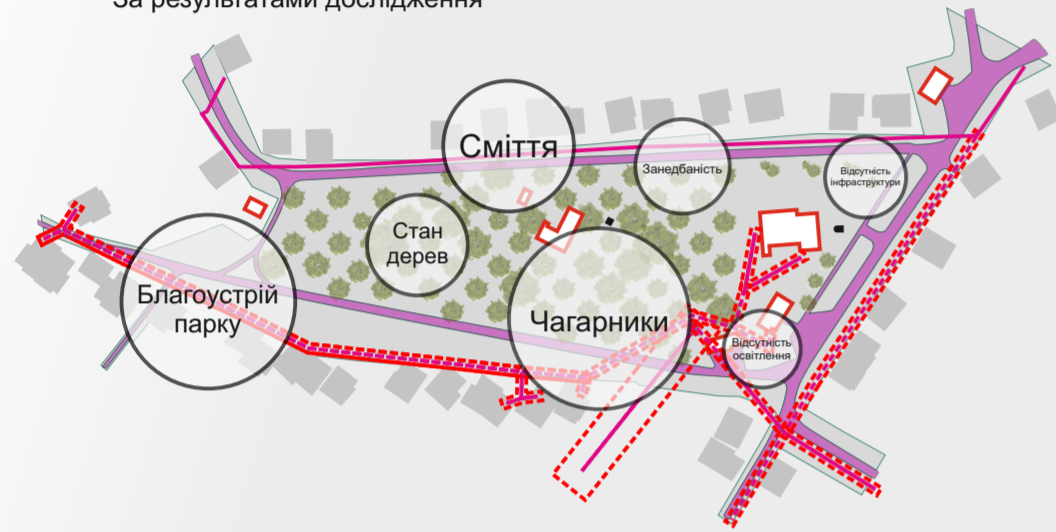 За результатами дослідження
Сміття
Занедбаність
Відсутність
інфраструктури
Стан
дерев
Благоустрій
парку
Чагарники
Відсутність
освітлення